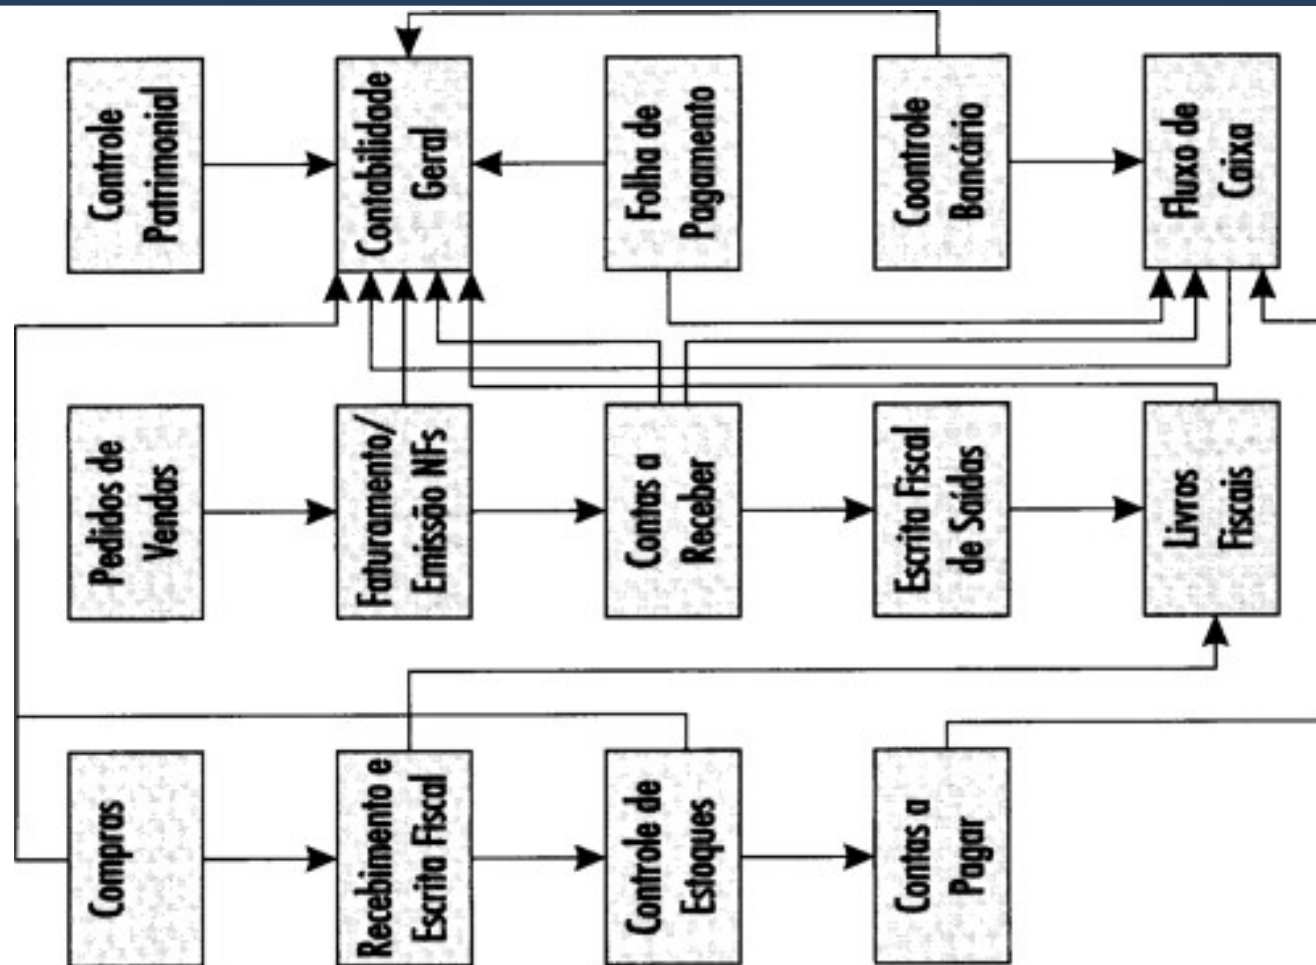 Controle
Patrimonial
Contabilidade
Geral
Folha de
Pagamento
Coontrole
Bancário
Fluxo de
Caixa
Pedidos de
Vendas
Faturamento/
Emissão NFs
Contas a
Receber
Escrita Fiscal
de Saídas
Livros
Fiscais
Compras
Recebimento e
Escrita Fiscal
Controle de
Estoques
Contas a
Pagar